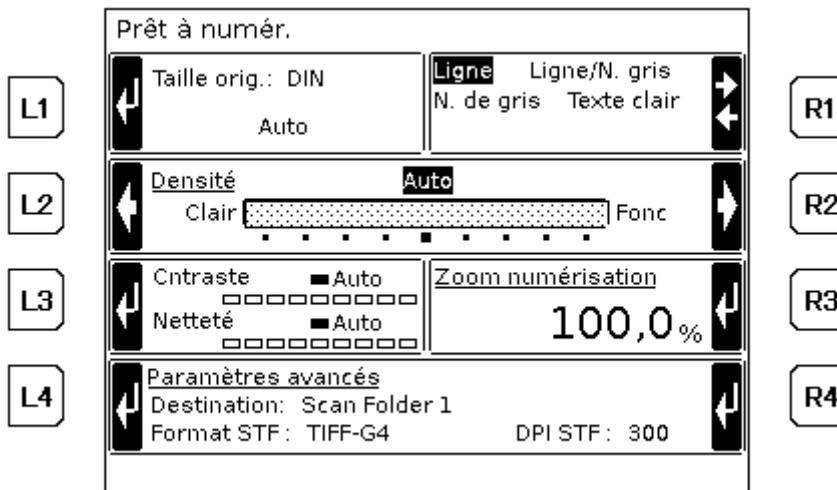 Prêt à numér.
L1 Taille orig.: DIN Ligne Ligne/N. gris R1
Auto N. de gris Texte clair
L2 Densité Auto R2
Clair Fonc
L3 Cntraste Auto Zoom numérisation R3
Netteté Auto 100,0 %
L4 Paramètres avancés R4
Destination: Scan Folder 1
Format STF : TIFF-G4 DPI STF : 300